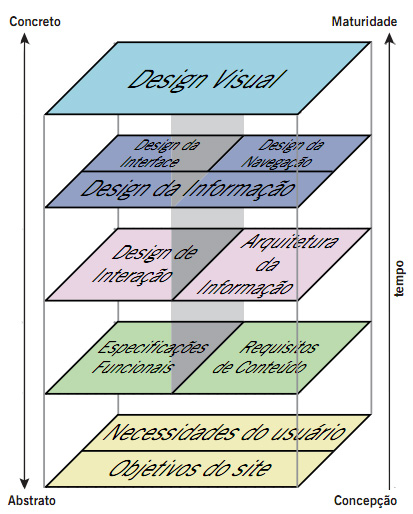 Concreto
Maturidade
Design Visual
Design da
Interface
Design da
Navegação
Design da Informação
Design de
Interação
Arquitetura
da
Informação
tempo
Especificações
Funcionais
Requisitos
de Conteúdo
Necessidades do usuário
Objetivos do site
Abstrato
Concepção